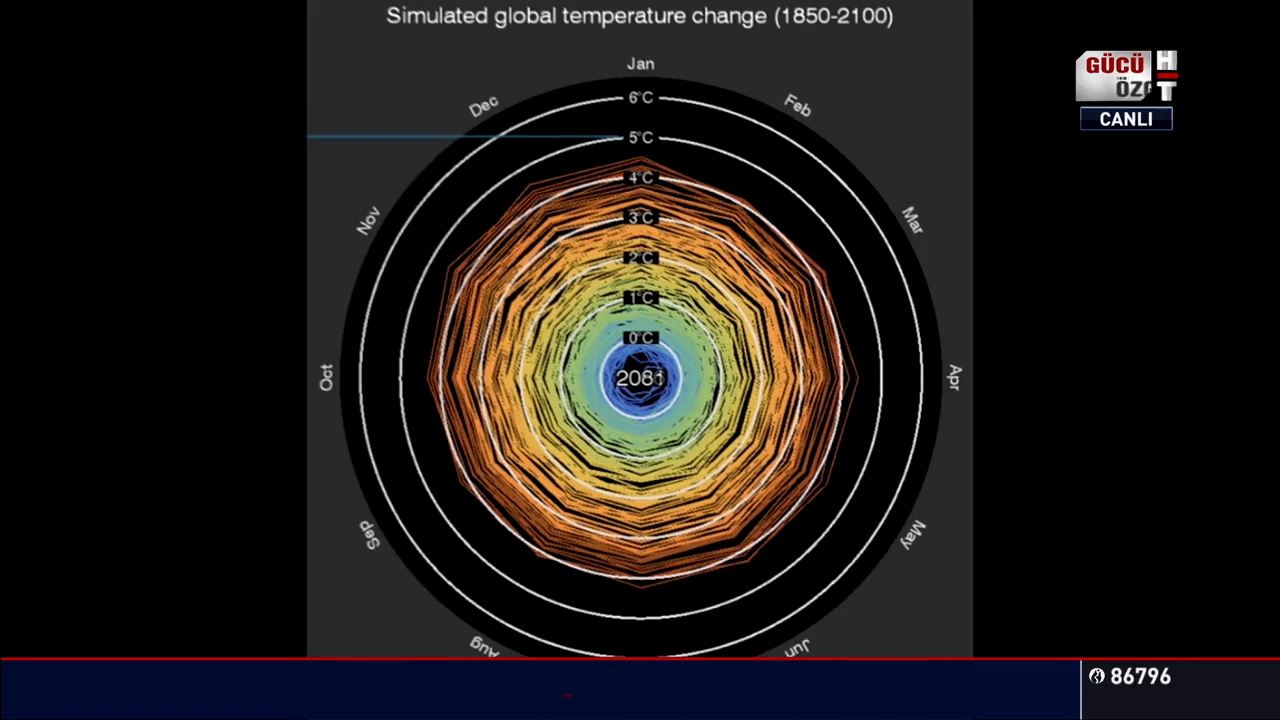 Simulated global temperature change (1850-2100)
Jan
Feb
Mar
Apr
May
Jun
Aug
Sep
Oct
Nov
Dec
6°C
5°C
4°C
3°C
2°C
1°C
0°C
GÜCÜ
HT
CANLI
86796